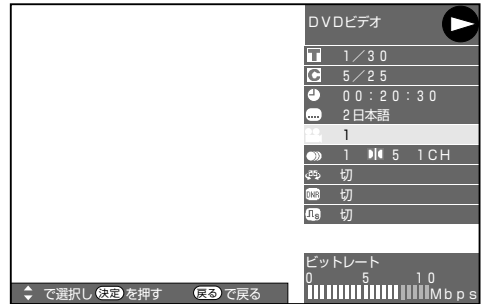 DVDビデオ
T 1/30
C 5/25
00:20:30
2日本語
1
1 5 1CH
切
DNR 切
S 切
ビットレート
0 5 10
Mbps
で選択し 決定 を押す 戻る で戻る